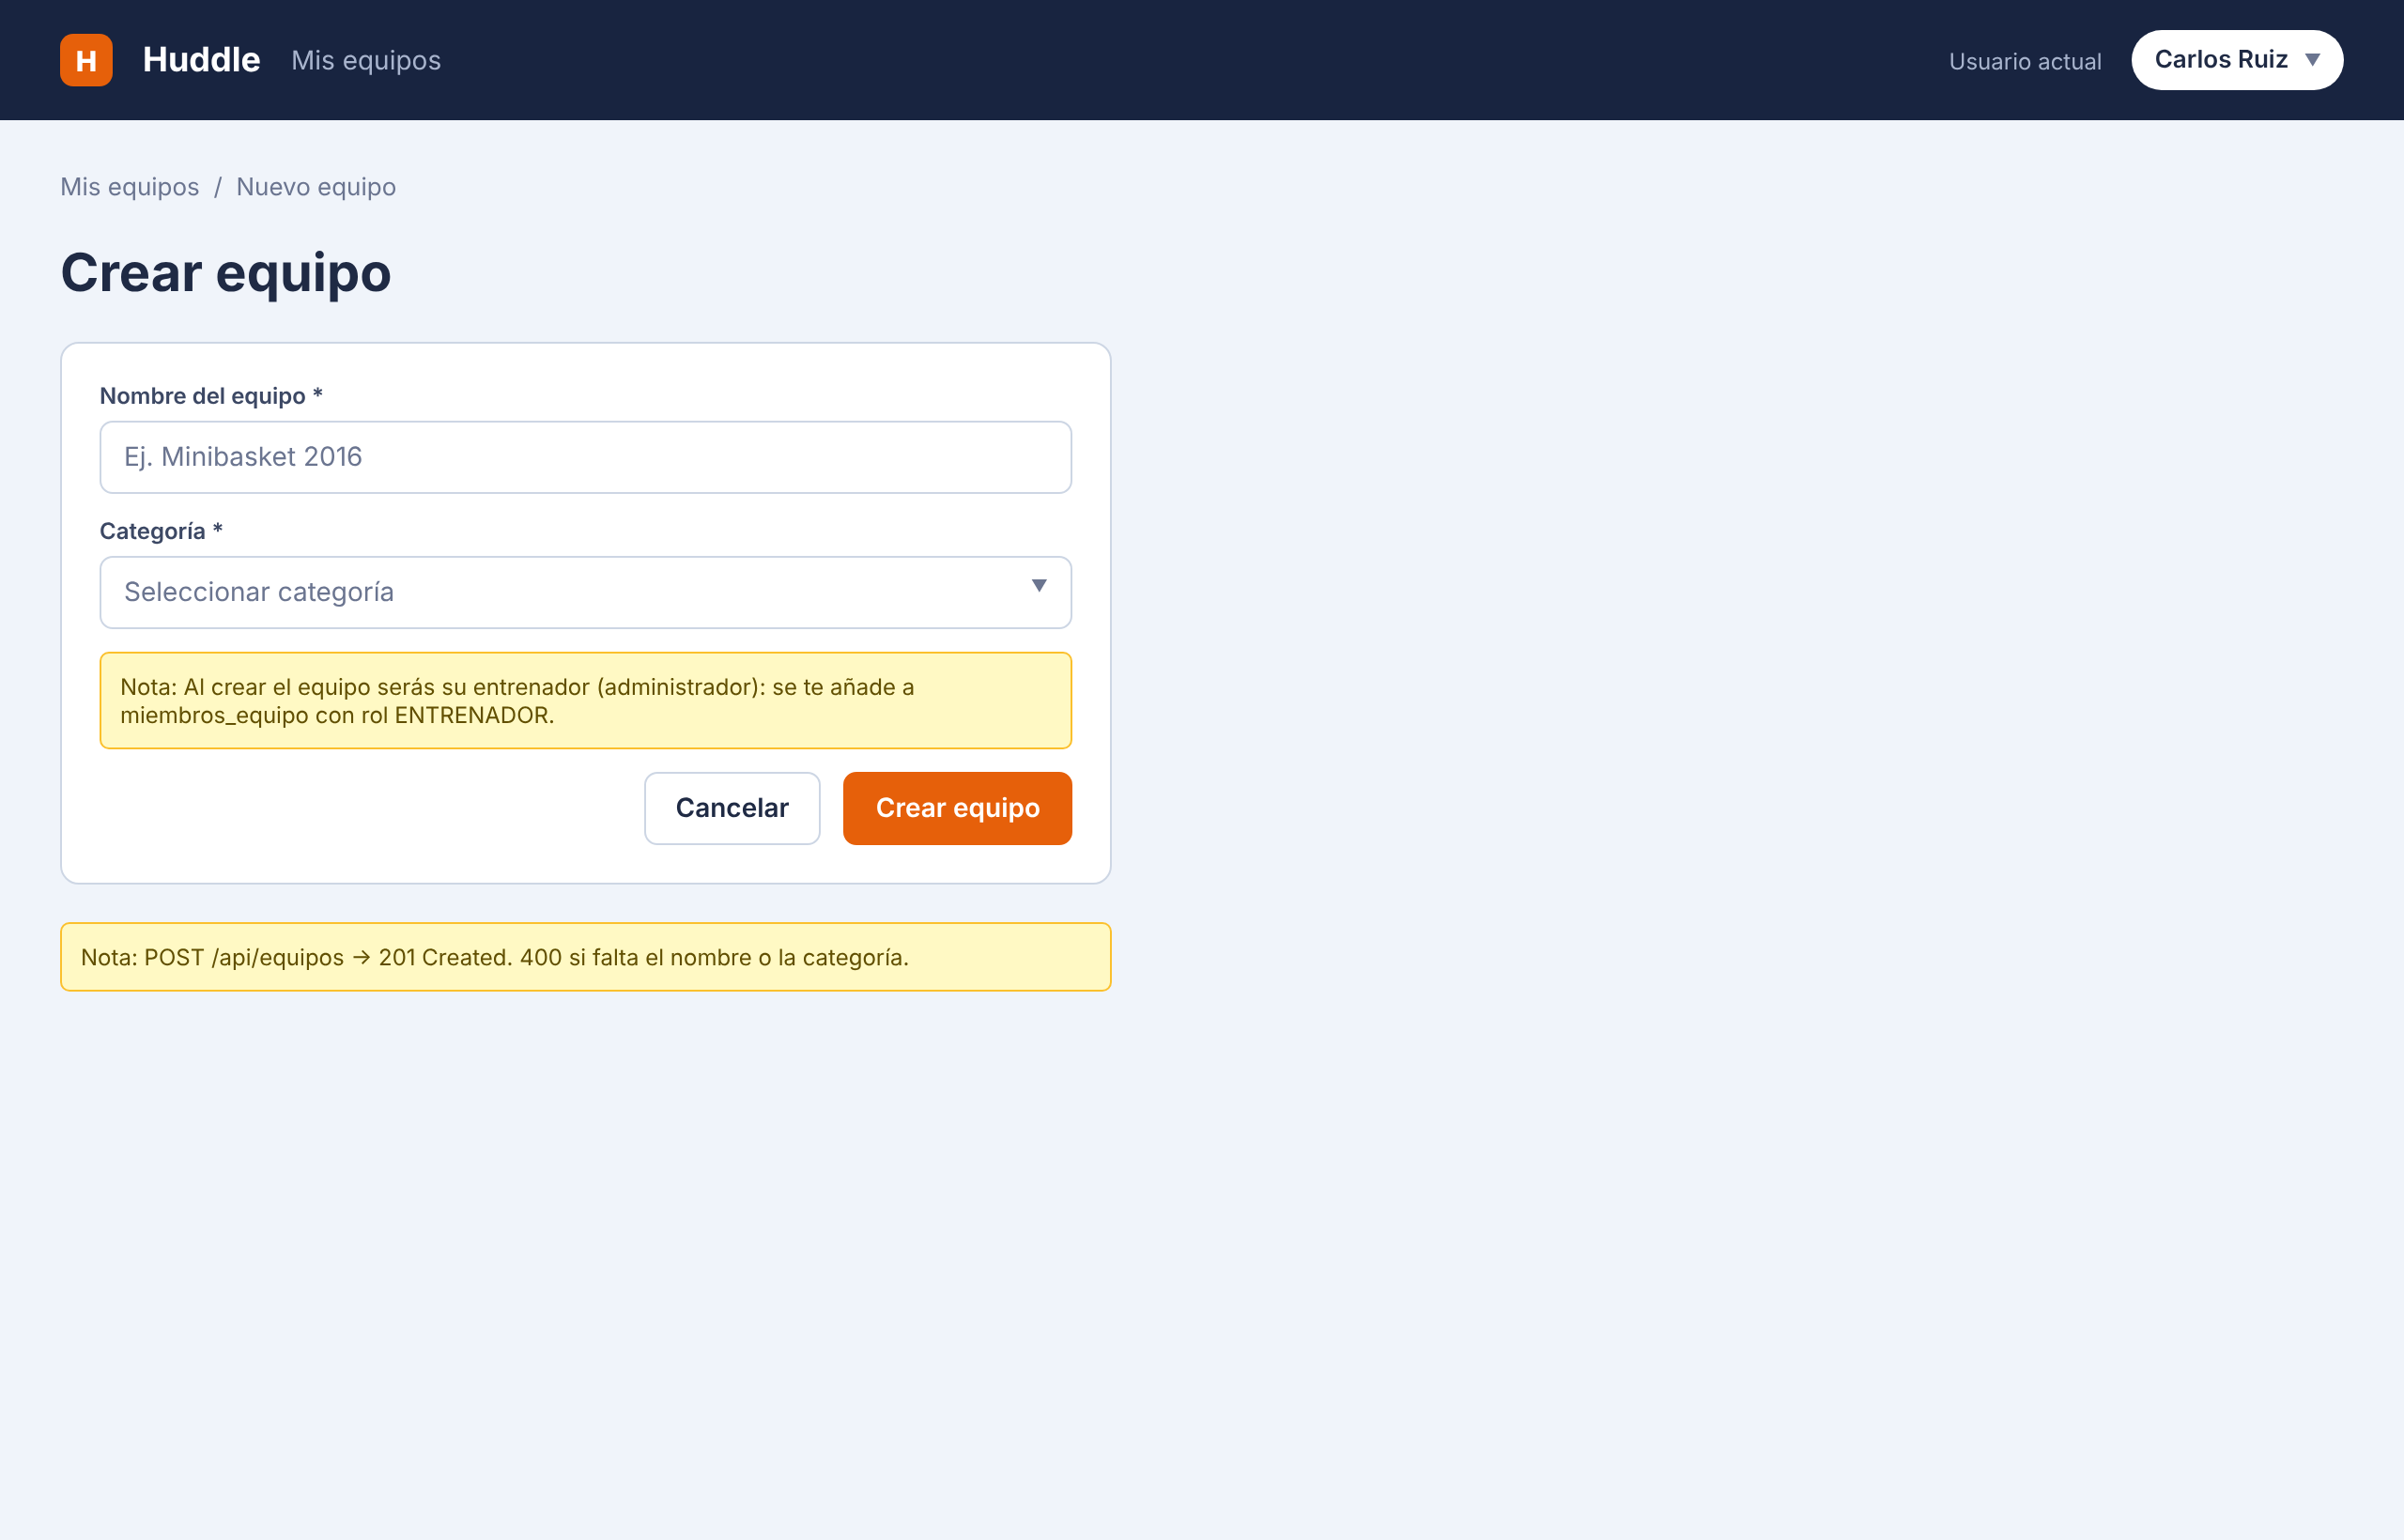 H Huddle Mis equipos Usuario actual Carlos Ruiz ▼
Mis equipos / Nuevo equipo
Crear equipo
Nombre del equipo *
Ej. Minibasket 2016
Categoría *
Seleccionar categoría ▼
Nota: Al crear el equipo serás su entrenador (administrador): se te añade a
miembros_equipo con rol ENTRENADOR.
Cancelar Crear equipo
Nota: POST /api/equipos → 201 Created. 400 si falta el nombre o la categoría.